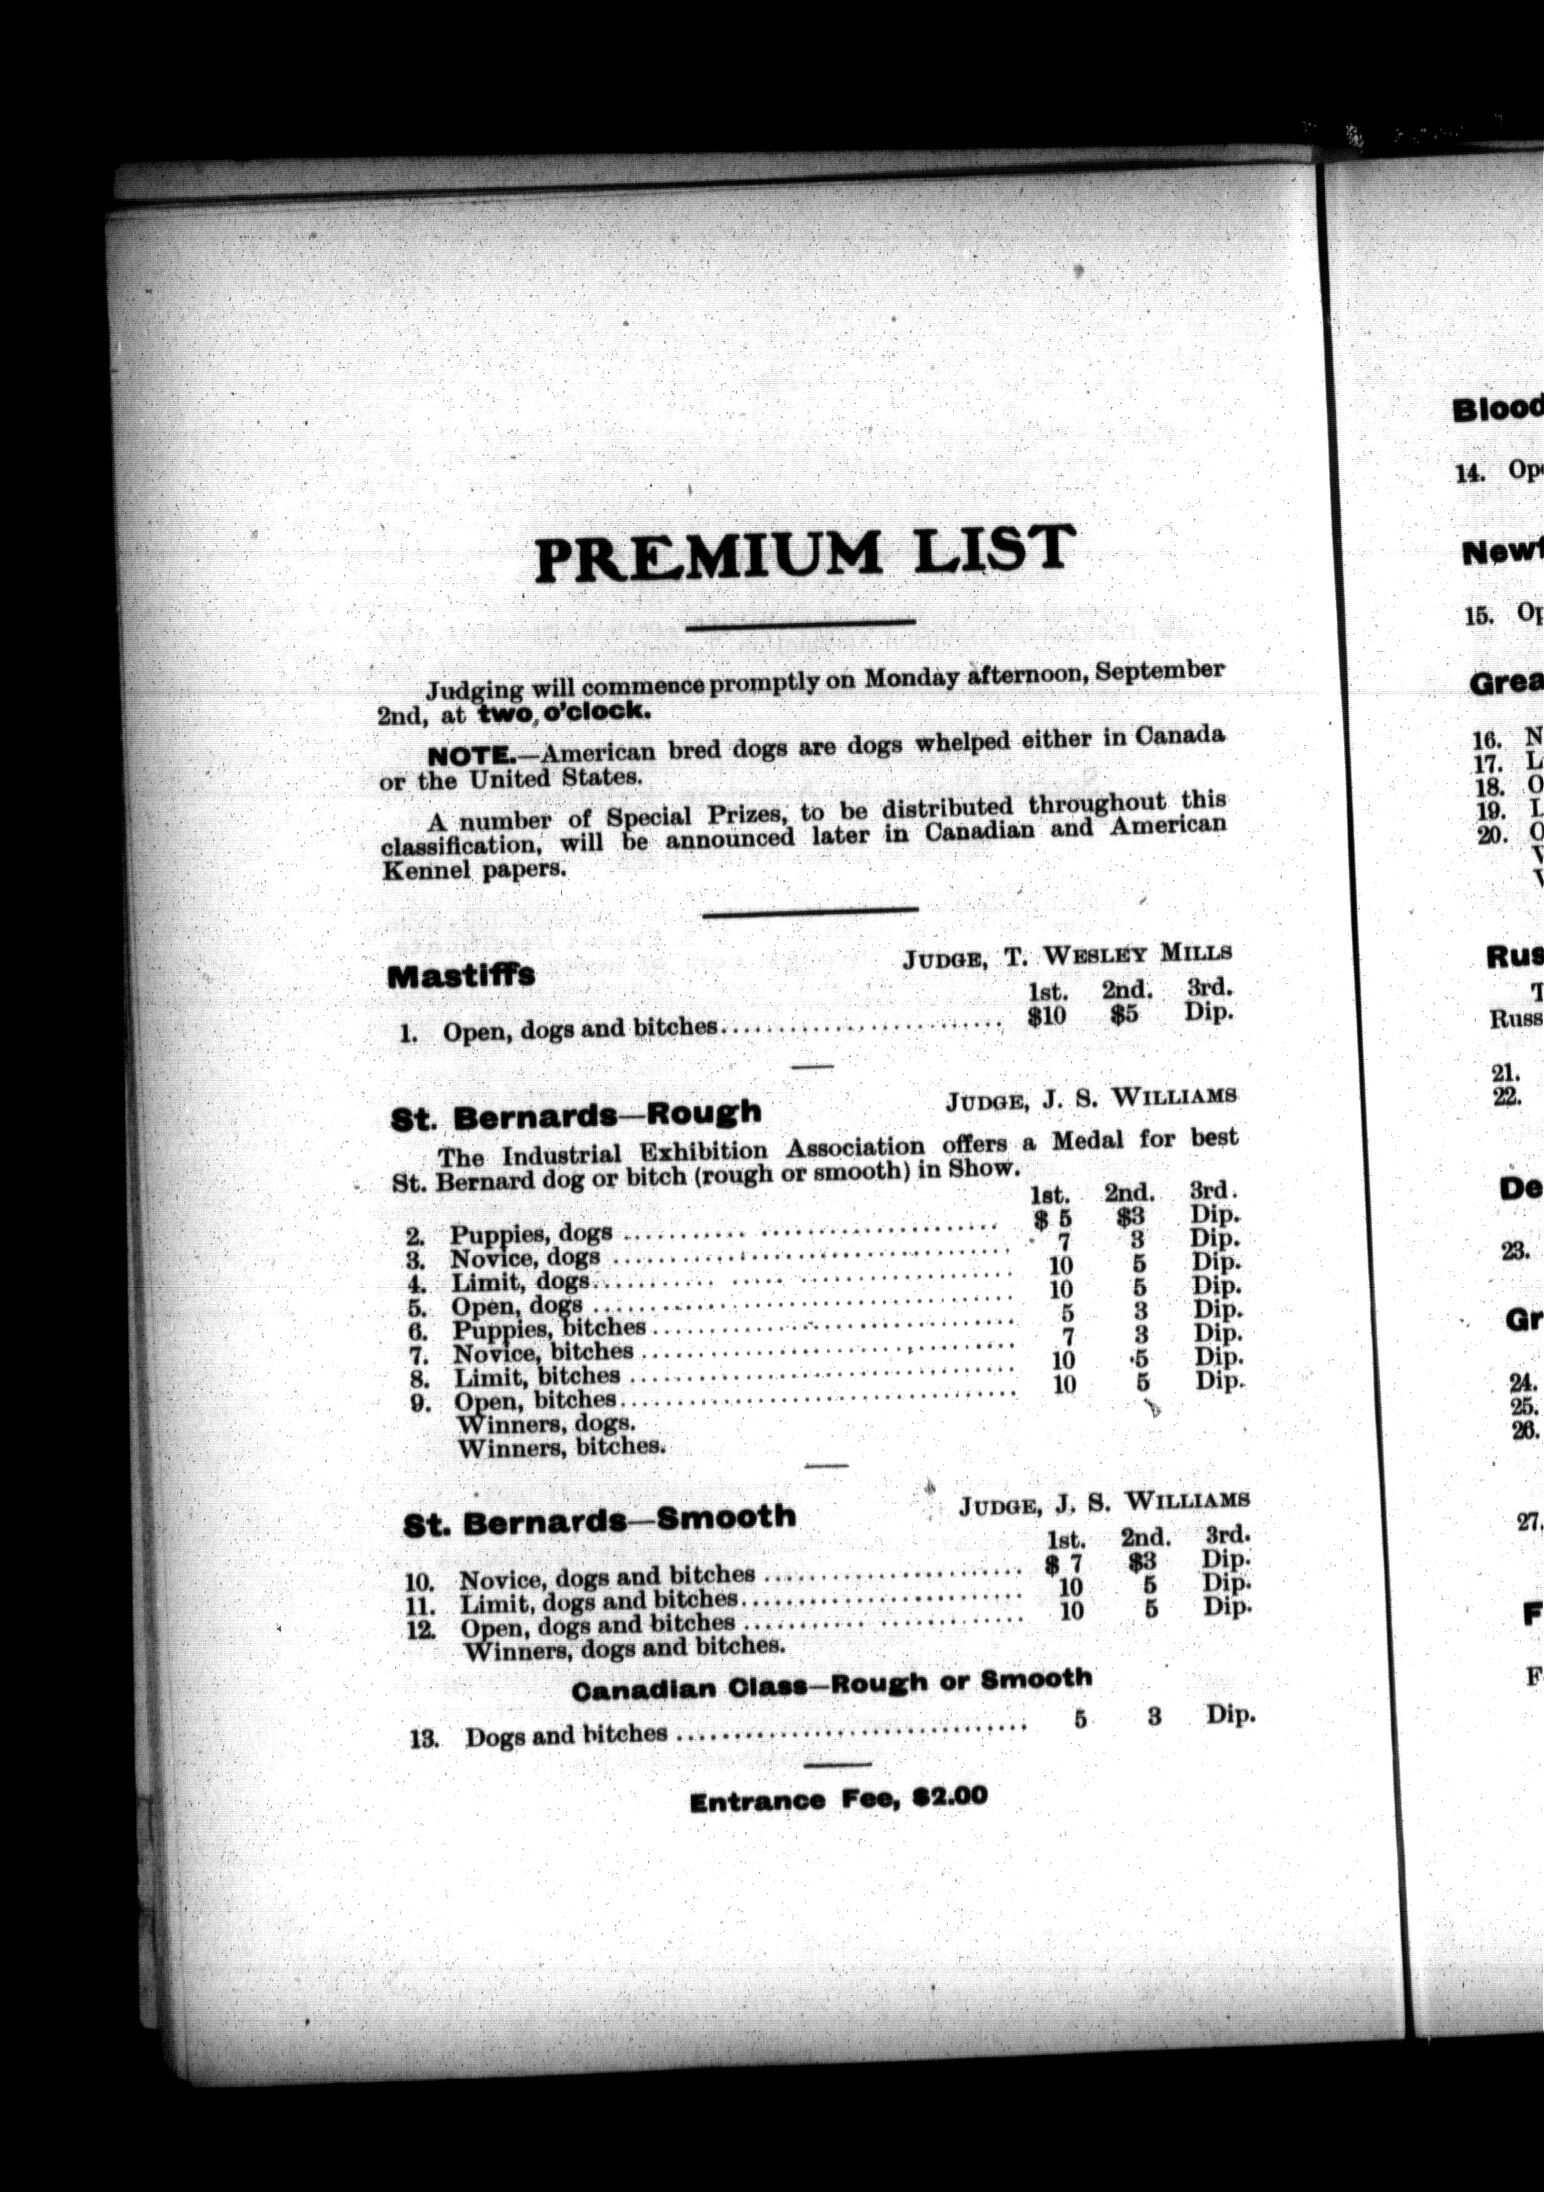 PREMIUM LIST
Judging will commence promptly on Monday afternoon, September
2nd, at two o'clock.
NOTE.—American bred dogs are dogs whelped either in Canada
or the United States.
A number of Special Prizes, to be distributed throughout this
classification, will be announced later in Canadian and American
Kennel papers.
Mastiffs JUDGE, T. WESLEY MILLS
1st. 2nd. 3rd.
1. Open, dogs and bitches........................ $10 $5 Dip.
St. Bernards—Rough JUDGE, J. S. WILLIAMS
The Industrial Exhibition Association offers a Medal for best
St. Bernard dog or bitch (rough or smooth) in Show.
1st. 2nd. 3rd.
2. Puppies, dogs ................................ $ 5 $3 Dip.
3. Novice, dogs ................................ 7 3 Dip.
4. Limit, dogs................................ 10 5 Dip.
5. Open, dogs ................................ 10 5 Dip.
6. Puppies, bitches............................ 5 3 Dip.
7. Novice, bitches ............................ 7 3 Dip.
8. Limit, bitches ............................ 10 5 Dip.
9. Open, bitches............................ 10 5 Dip.
Winners, dogs.
Winners, bitches.
St. Bernards—Smooth JUDGE, J. S. WILLIAMS
1st. 2nd. 3rd.
10. Novice, dogs and bitches ...................... $ 7 $3 Dip.
11. Limit, dogs and bitches........................ 10 5 Dip.
12. Open, dogs and bitches ........................ 10 5 Dip.
Winners, dogs and bitches.
Canadian Class—Rough or Smooth
13. Dogs and bitches .............................. 5 3 Dip.
Entrance Fee, $2.00
Blood
14. Ope
Newf
15. Op
Grea
16. N
17. L
18. O
19. L
20. O
Rus
T
Russ
21.
22.
De
23.
Gr
24.
25.
26.
27.
F
F